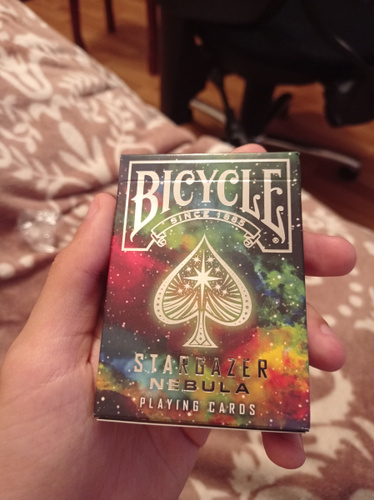 BICYCLE
SINCE 1885
®
STARGAZER
NEBULA
PLAYING CARDS